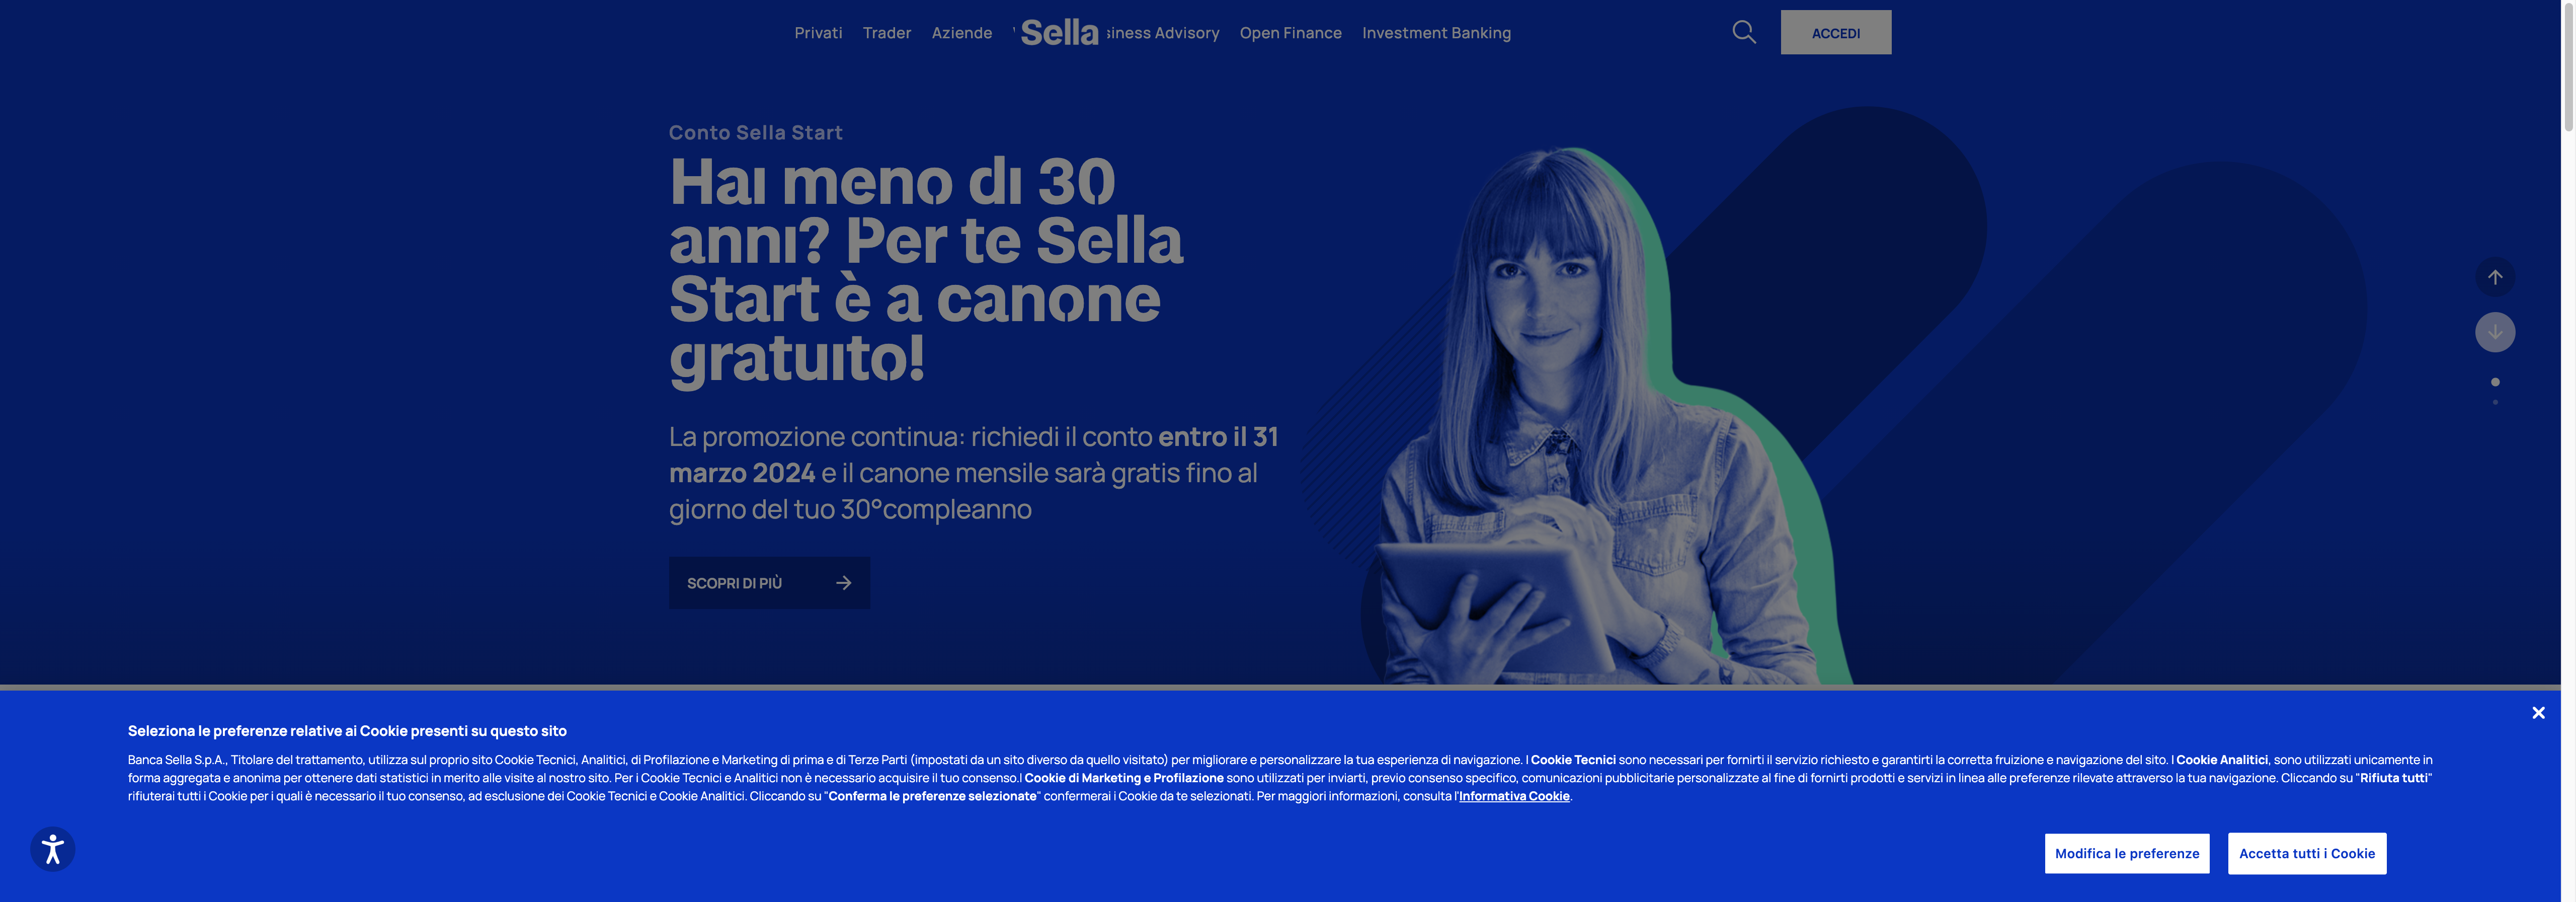 Privati Trader Aziende Sella siness Advisory Open Finance Investment Banking ACCEDI
Conto Sella Start
Hai meno di 30
anni? Per te Sella
Start è a canone
gratuito!
La promozione continua: richiedi il conto entro il 31
marzo 2024 e il canone mensile sarà gratis fino al
giorno del tuo 30°compleanno
SCOPRI DI PIÙ
Seleziona le preferenze relative ai Cookie presenti su questo sito
Banca Sella S.p.A., Titolare del trattamento, utilizza sul proprio sito Cookie Tecnici, Analitici, di Profilazione e Marketing di prima e di Terze Parti (impostati da un sito diverso da quello visitato) per migliorare e personalizzare la tua esperienza di navigazione. I Cookie Tecnici sono necessari per fornirti il servizio richiesto e garantirti la corretta fruizione e navigazione del sito. I Cookie Analitici, sono utilizzati unicamente in
forma aggregata e anonima per ottenere dati statistici in merito alle visite al nostro sito. Per i Cookie Tecnici e Analitici non è necessario acquisire il tuo consenso.I Cookie di Marketing e Profilazione sono utilizzati per inviarti, previo consenso specifico, comunicazioni pubblicitarie personalizzate al fine di fornirti prodotti e servizi in linea alle preferenze rilevate attraverso la tua navigazione. Cliccando su "Rifiuta tutti"
rifiuterai tutti i Cookie per i quali è necessario il tuo consenso, ad esclusione dei Cookie Tecnici e Cookie Analitici. Cliccando su "Conferma le preferenze selezionate" confermerai i Cookie da te selezionati. Per maggiori informazioni, consulta l'Informativa Cookie.
Modifica le preferenze Accetta tutti i Cookie